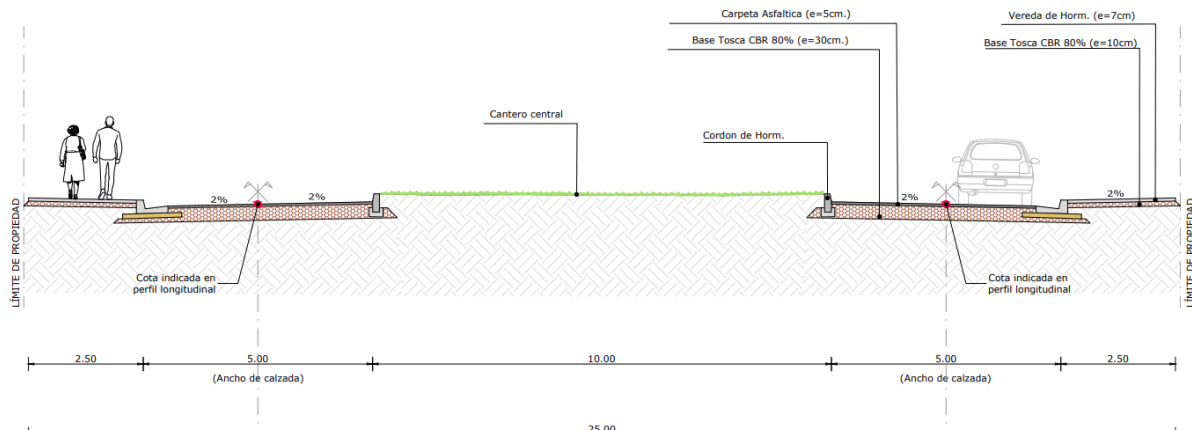 Carpeta Asfaltica (e=5cm.)
Vereda de Horm. (e=7cm)
Base Tosca CBR 80% (e=30cm.)
Base Tosca CBR 80% (e=10cm)
Cantero central
Cordon de Horm.
2%
2%
2%
2%
LÍMITE DE PROPIEDAD
LÍMITE DE PROPIEDAD
Cota indicada en
perfil longitudinal
Cota indicada en
perfil longitudinal
2.50
5.00
10.00
5.00
2.50
(Ancho de calzada)
(Ancho de calzada)
25.00